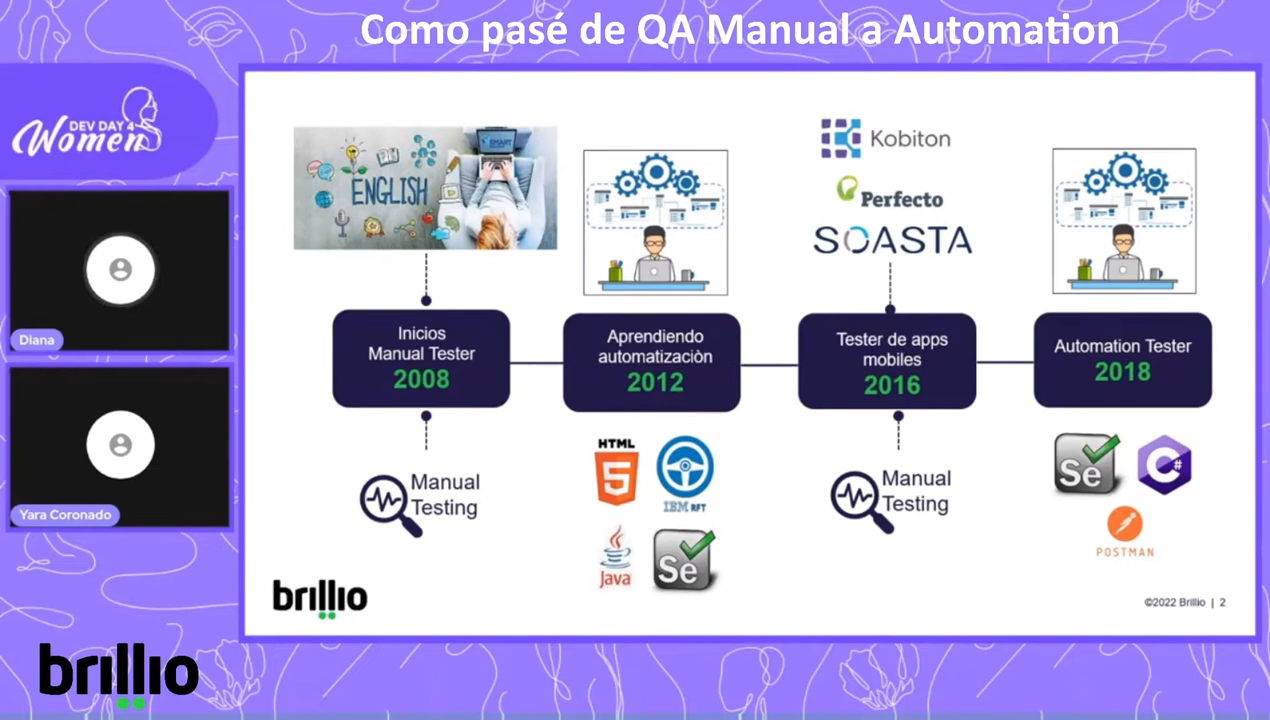 Como pasé de QA Manual a Automation
DEV DAY 4
Women
Diana
Yara Coronado
ENGLISH
SMART
Kobiton
Perfecto
SOASTA
Inicios
Manual Tester
2008
Aprendiendo
automatizaciòn
2012
Tester de apps
mobiles
2016
Automation Tester
2018
Manual
Testing
HTML
5
IBM RFT
Java
Se
Manual
Testing
Se
C#
POSTMAN
brillio
©2022 Brillio | 2
brillio